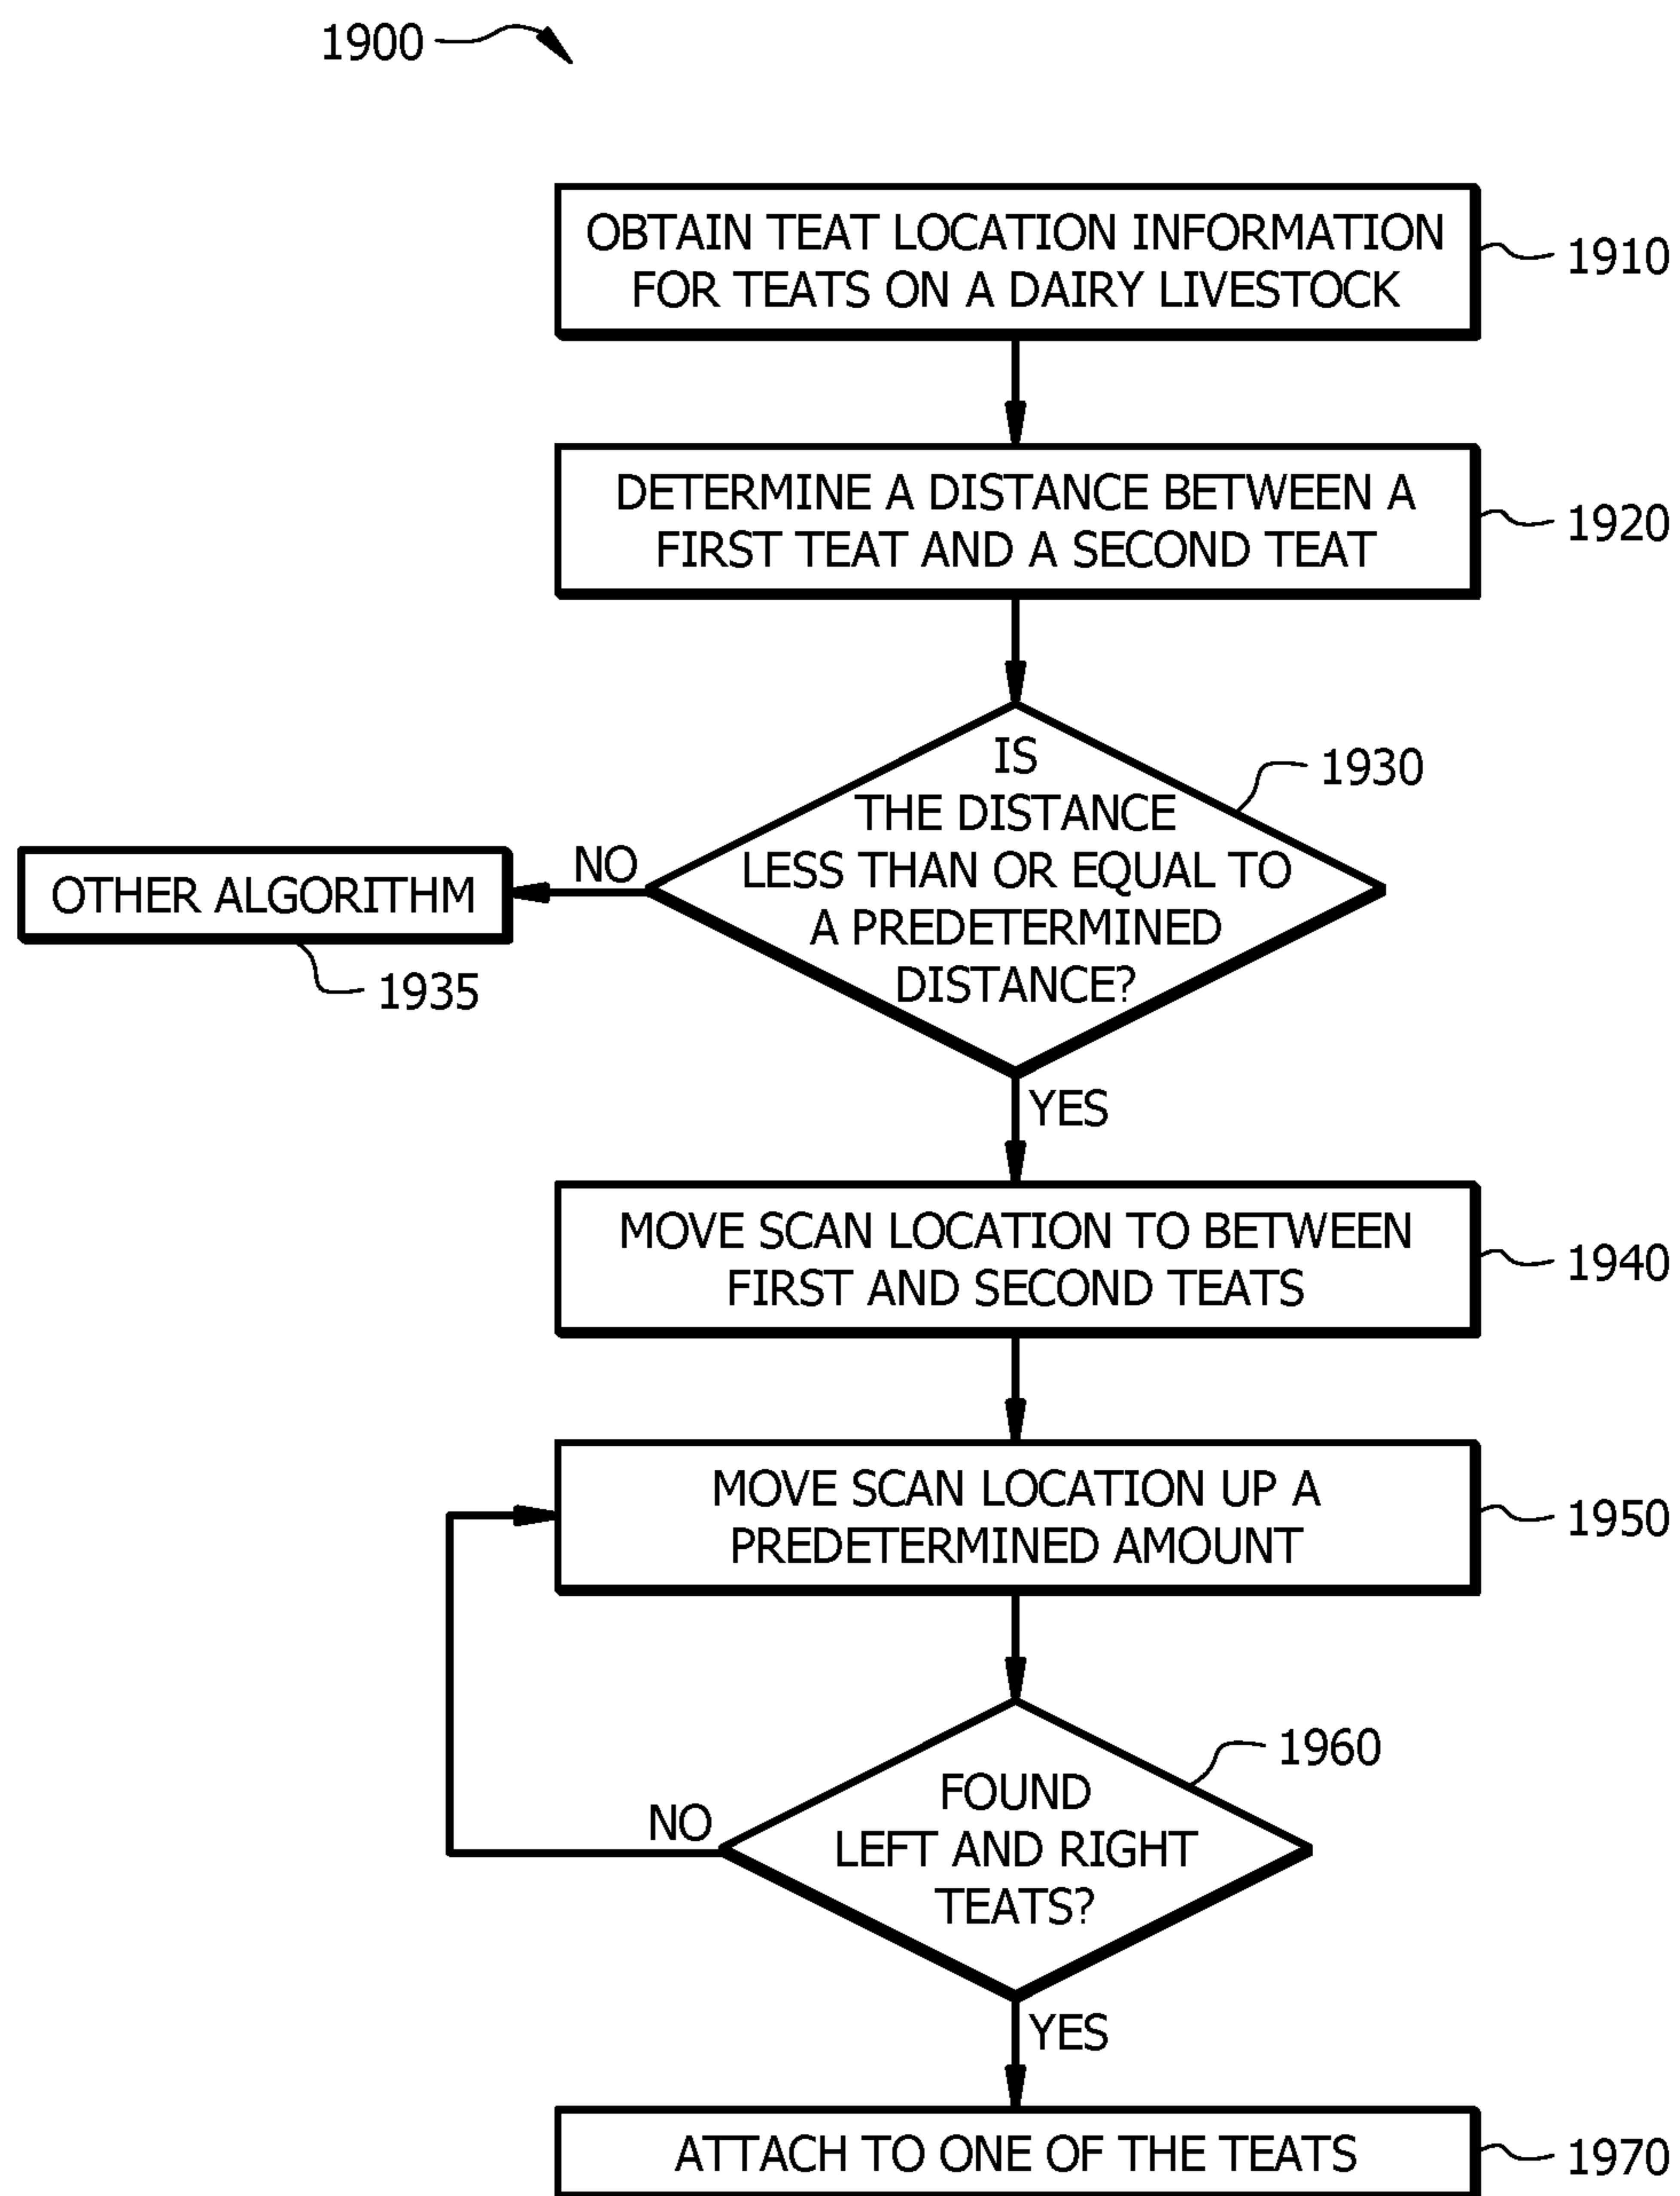 1900
OBTAIN TEAT LOCATION INFORMATION
FOR TEATS ON A DAIRY LIVESTOCK
1910
DETERMINE A DISTANCE BETWEEN A
FIRST TEAT AND A SECOND TEAT
1920
IS
THE DISTANCE
LESS THAN OR EQUAL TO
A PREDETERMINED
DISTANCE?
1930
NO
OTHER ALGORITHM
1935
YES
MOVE SCAN LOCATION TO BETWEEN
FIRST AND SECOND TEATS
1940
MOVE SCAN LOCATION UP A
PREDETERMINED AMOUNT
1950
FOUND
LEFT AND RIGHT
TEATS?
1960
NO
YES
ATTACH TO ONE OF THE TEATS
1970